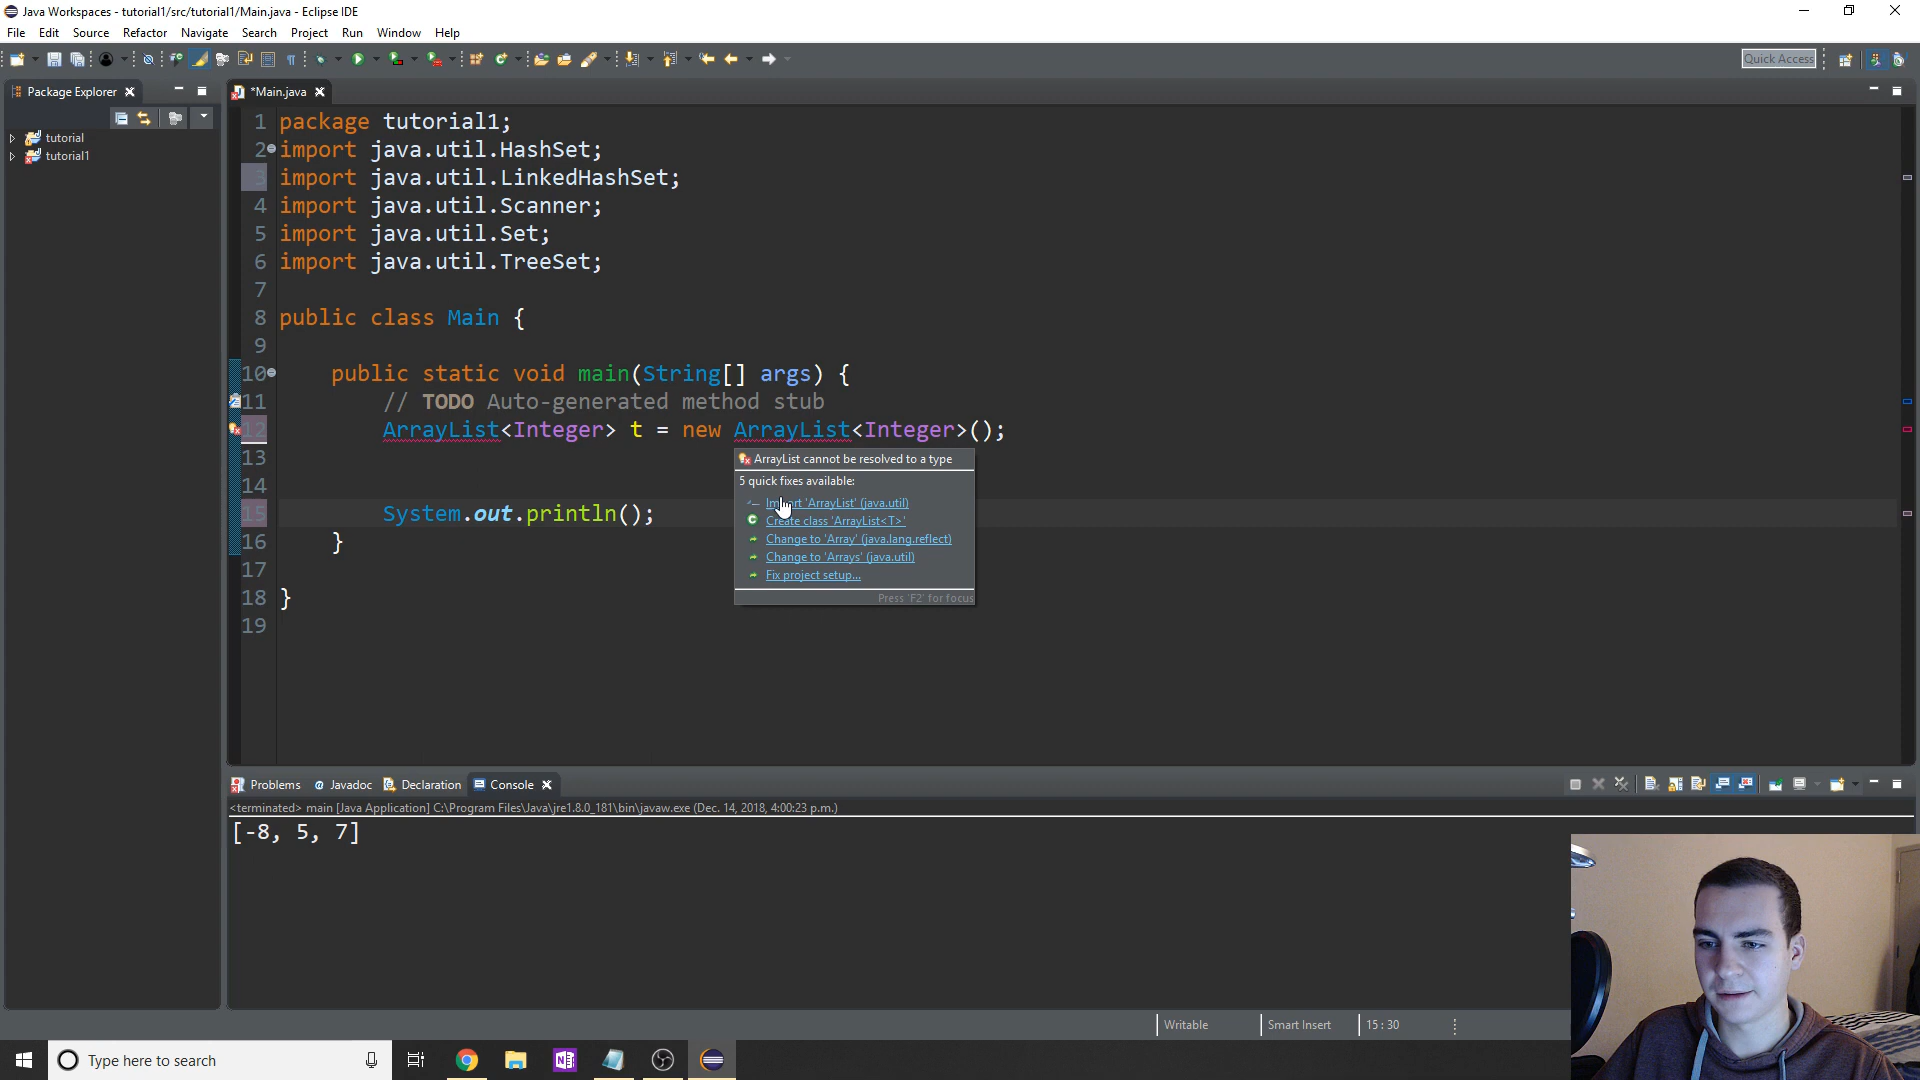 Java Workspaces - tutorial1/src/tutorial1/Main.java - Eclipse IDE
File Edit Source Refactor Navigate Search Project Run Window Help
Quick Access
Package Explorer
*Main.java
tutorial
tutorial1
1 package tutorial1;
2 import java.util.HashSet;
3 import java.util.LinkedHashSet;
4 import java.util.Scanner;
5 import java.util.Set;
6 import java.util.TreeSet;
7
8 public class Main {
9
10 public static void main(String[] args) {
11 // TODO Auto-generated method stub
12 ArrayList<Integer> t = new ArrayList<Integer>();
13
14
15 System.out.println();
16 }
17
18 }
19
ArrayList cannot be resolved to a type
5 quick fixes available:
Import 'ArrayList' (java.util)
Create class 'ArrayList<T>'
Change to 'Array' (java.lang.reflect)
Change to 'Arrays' (java.util)
Fix project setup...
Press 'F2' for focus
Problems Javadoc Declaration Console
<terminated> main [Java Application] C:\Program Files\Java\jre1.8.0_181\bin\javaw.exe (Dec. 14, 2018, 4:00:23 p.m.)
[-8, 5, 7]
Writable Smart Insert 15 : 30
Type here to search